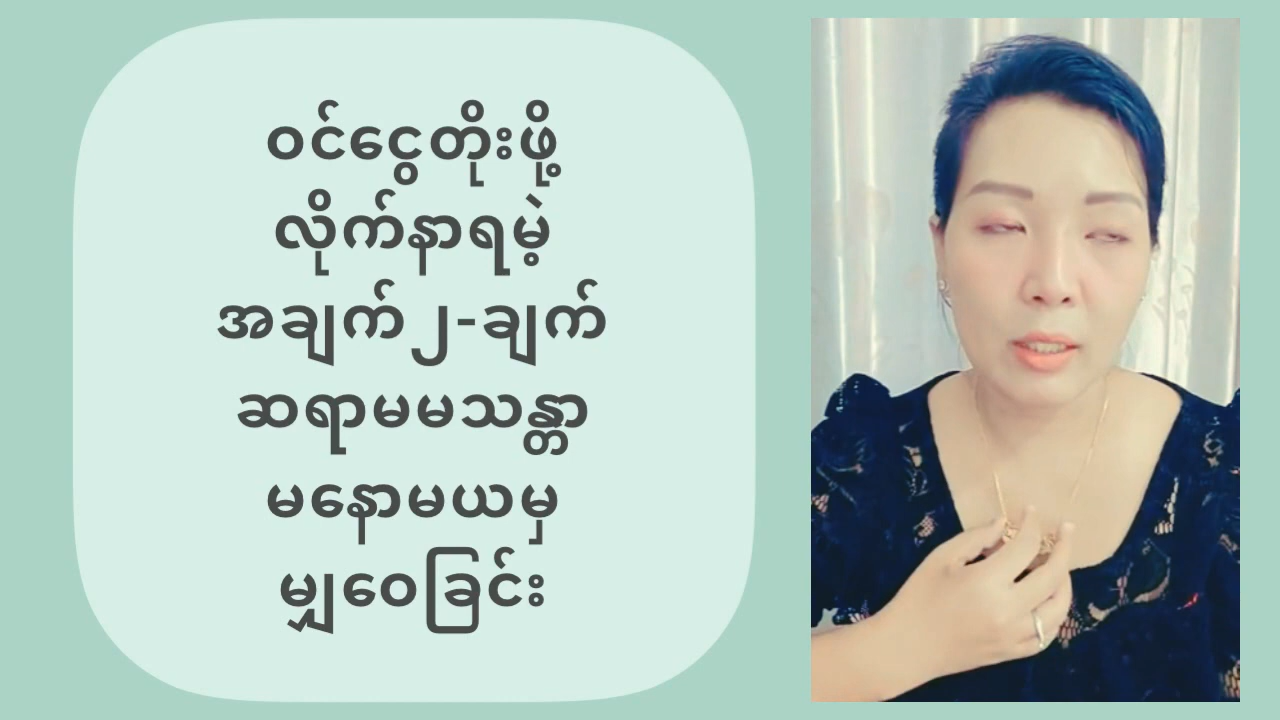 ဝင်ငွေတိုးဖို့
လိုက်နာရမဲ့
အချက်၂-ချက်
ဆရာမမသန္တာ
မနောမယမှ
မျှဝေခြင်း